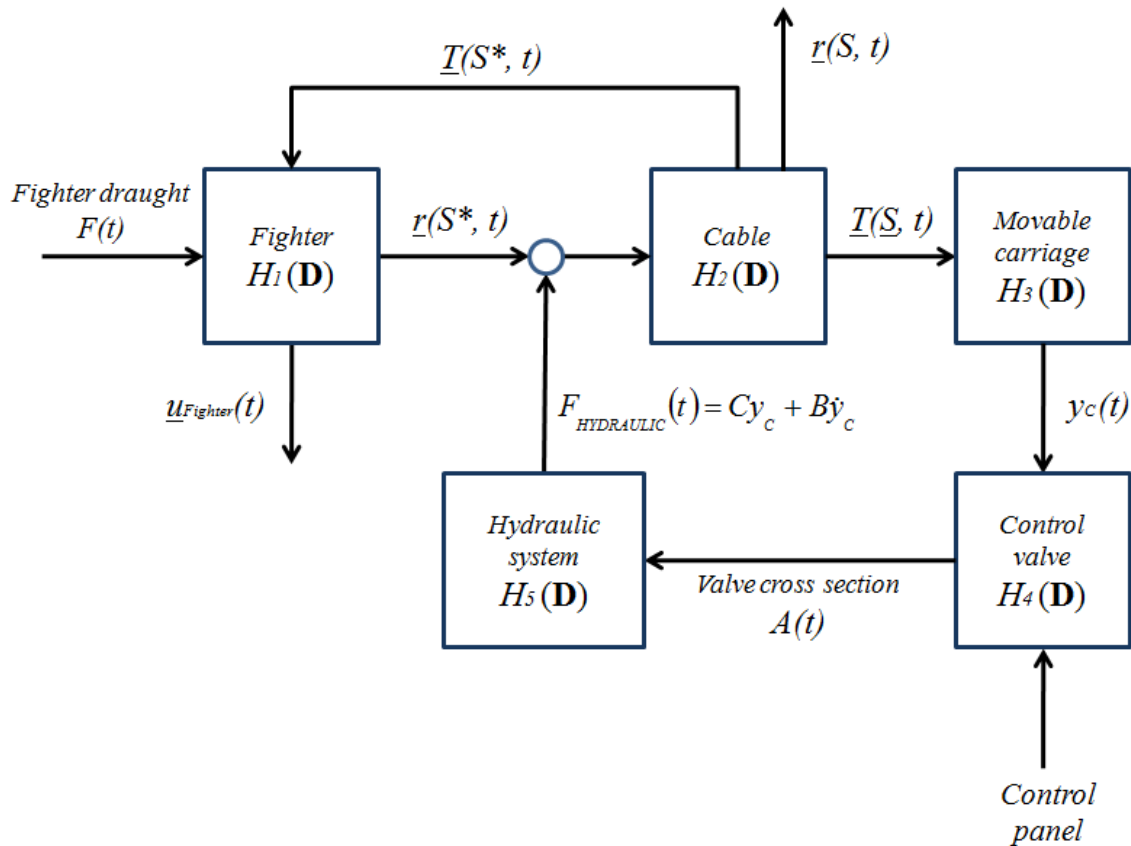 T(S*, t)
r(S, t)
Fighter draught
F(t)
Fighter
H1(D)
r(S*, t)
Cable
H2(D)
T(S, t)
Movable
carriage
H3(D)
uFighter(t)
FHYDRAULIC(t) = CyC + BẏC
yC(t)
Hydraulic
system
H5(D)
Valve cross section
A(t)
Control
valve
H4(D)
Control
panel